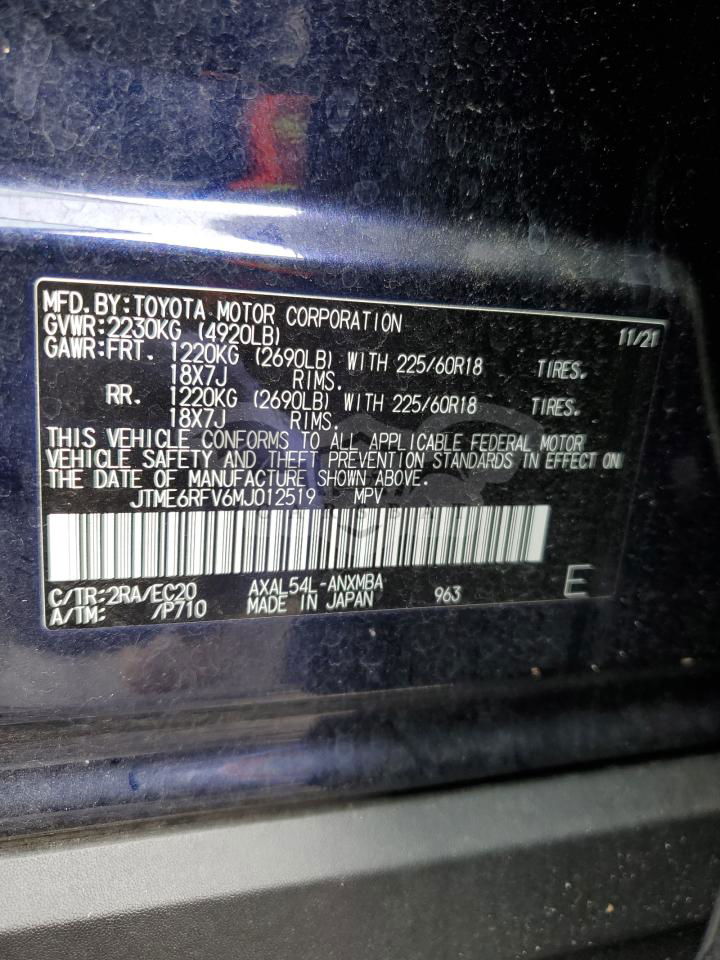 MFD.BY:TOYOTA MOTOR CORPORATION 11/21
GVWR:2230KG (4920LB)
GAWR:FRT. 1220KG (2690LB) WITH 225/60R18 TIRES.
18X7J RIMS.
RR. 1220KG (2690LB) WITH 225/60R18 TIRES.
18X7J RIMS.
THIS VEHICLE CONFORMS TO ALL APPLICABLE FEDERAL MOTOR
VEHICLE SAFETY AND THEFT PREVENTION STANDARDS IN EFFECT ON
THE DATE OF MANUFACTURE SHOWN ABOVE.
JTME6RFV6MJ012519 MPV
C/TR:2RA/EC20 AXAL54L-ANXMBA 963 E
A/TM: /P710 MADE IN JAPAN